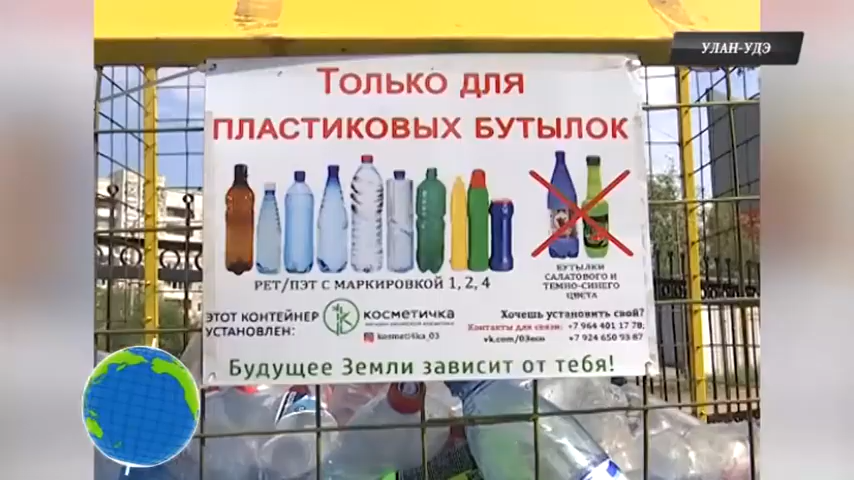 УЛАН-УДЭ
ТОЛЬКО ДЛЯ
ПЛАСТИКОВЫХ БУТЫЛОК
БУТЫЛКИ
САЛАТОВОГО И
ТЕМНО-СИНЕГО
ЦВЕТА
PET/ПЭТ С МАРКИРОВКОЙ 1, 2, 4
ЭТОТ КОНТЕЙНЕР
УСТАНОВЛЕН:
косметичка
kosmeti4ka_03
Хочешь установить свой?
Контакты для связи: +7 964 401 17 78,
vk.com/03eco +7 924 650 93 87
Будущее Земли зависит от тебя!